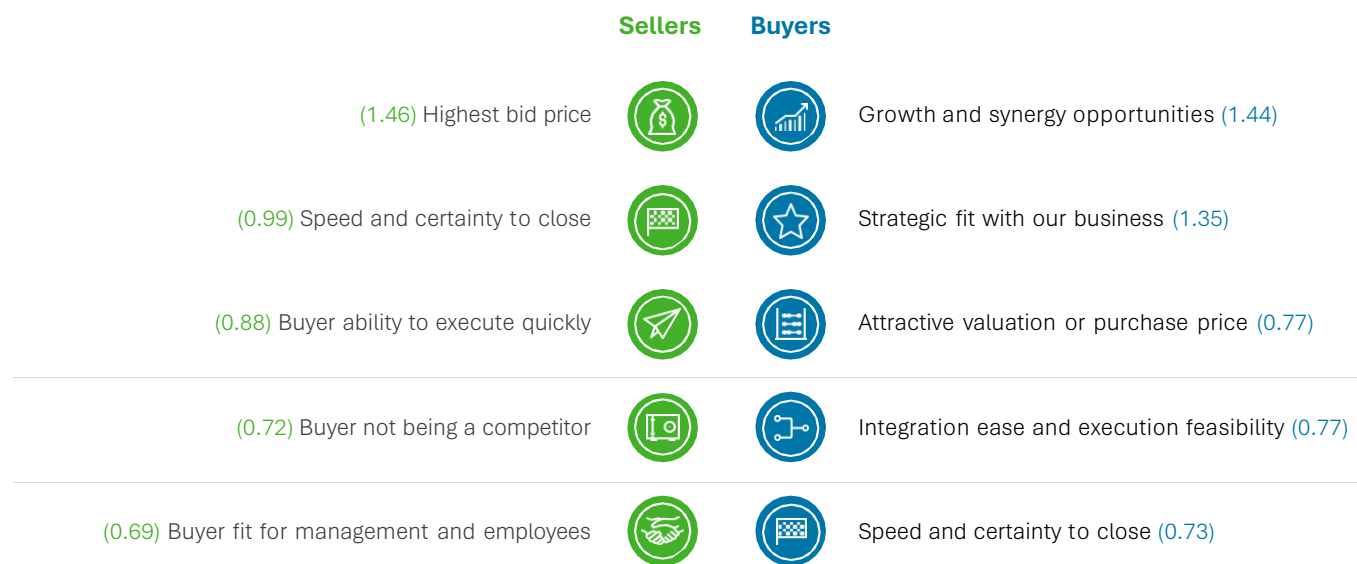 Sellers Buyers
(1.46) Highest bid price Growth and synergy opportunities (1.44)
(0.99) Speed and certainty to close Strategic fit with our business (1.35)
(0.88) Buyer ability to execute quickly Attractive valuation or purchase price (0.77)
(0.72) Buyer not being a competitor Integration ease and execution feasibility (0.77)
(0.69) Buyer fit for management and employees Speed and certainty to close (0.73)